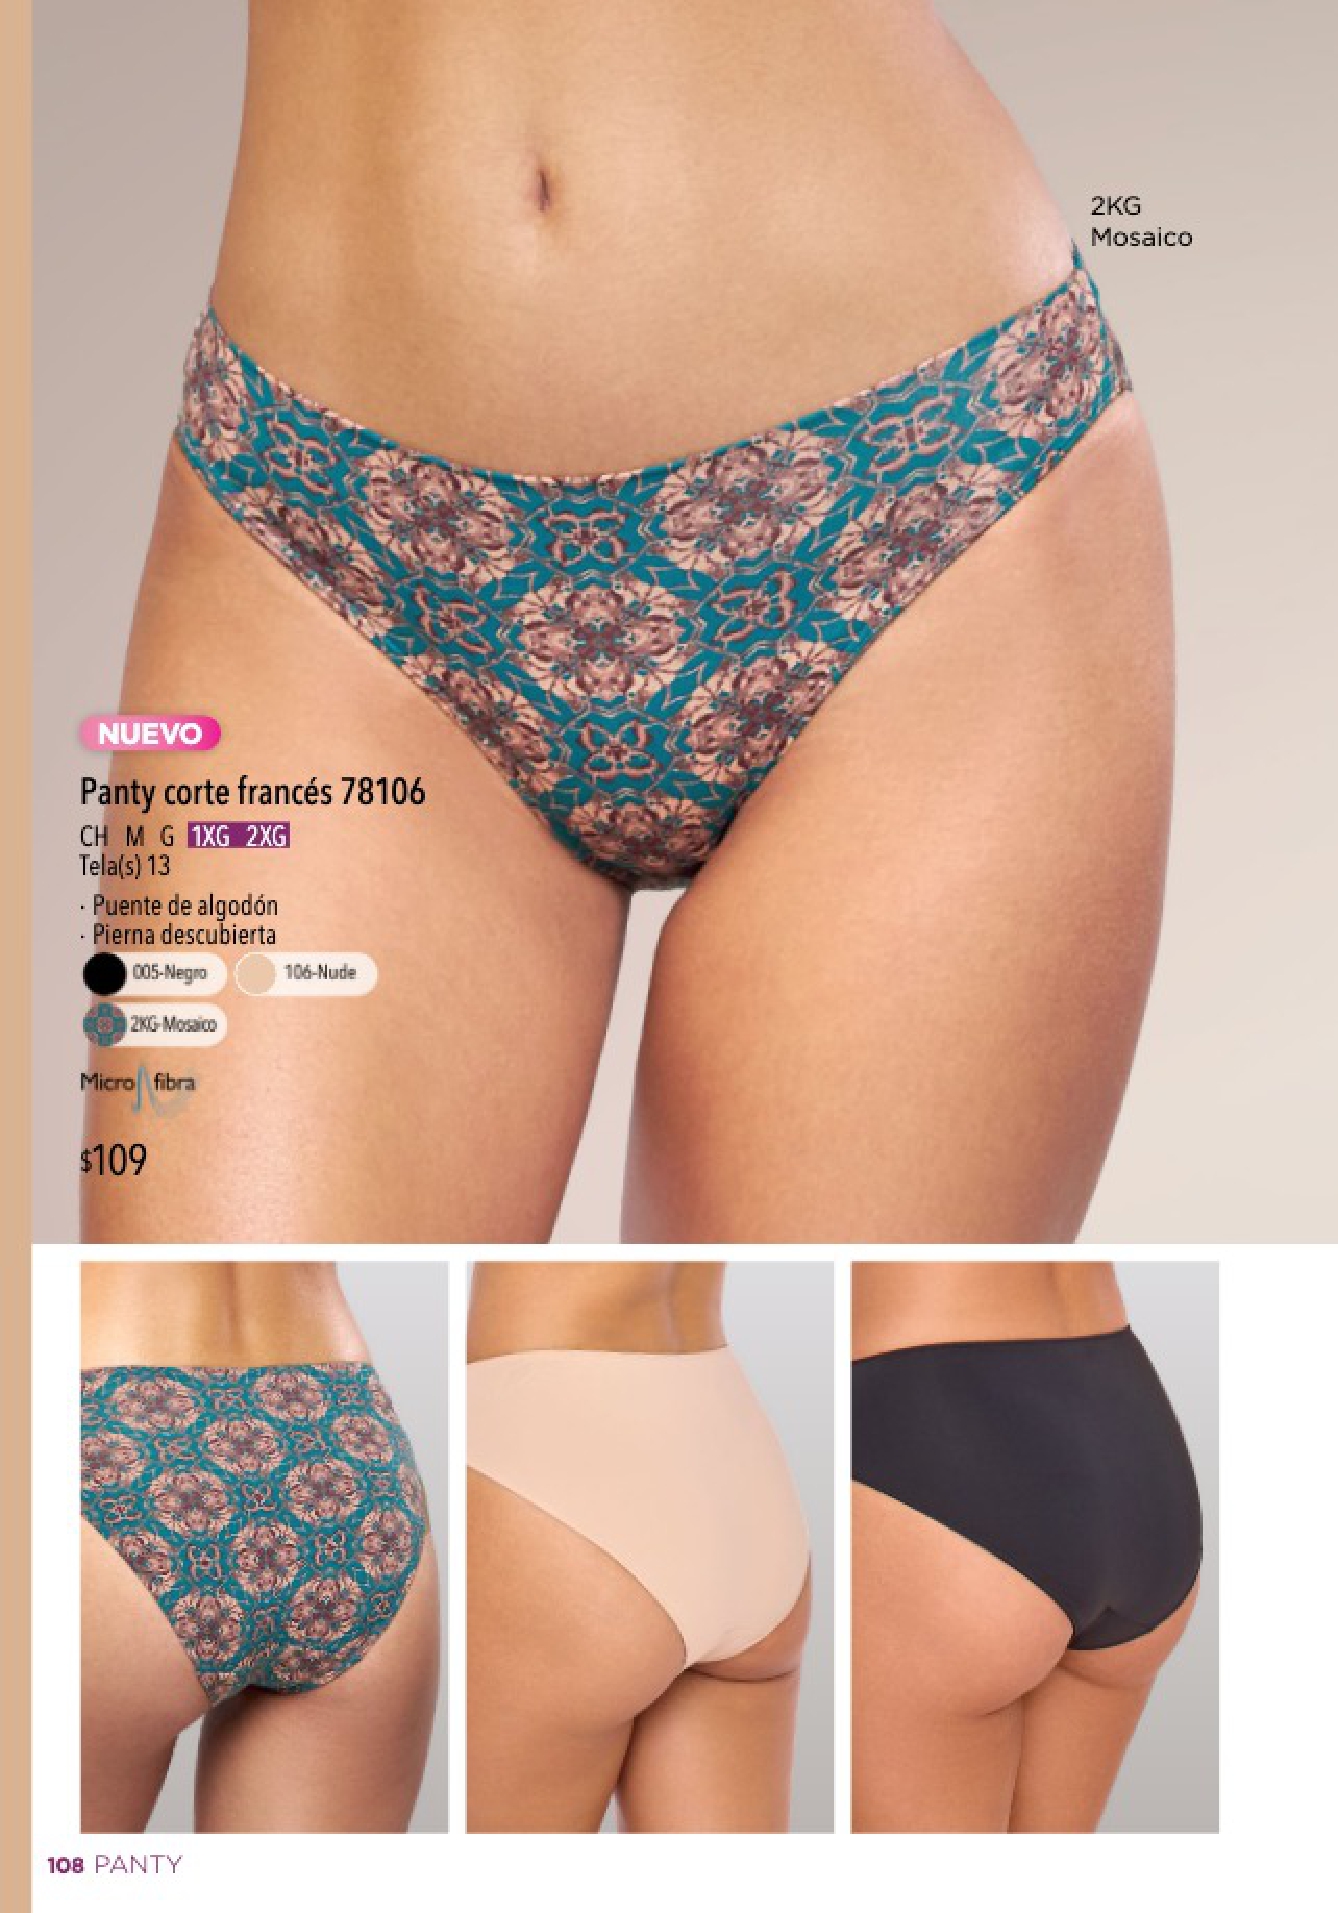 2KG
Mosaico
NUEVO
Panty corte francés 78106
CH M G 1XG 2XG
Tela(s) 13
· Puente de algodón
· Pierna descubierta
005-Negro 106-Nude
2KG-Mosaico
Micro fibra
$109
108 PANTY